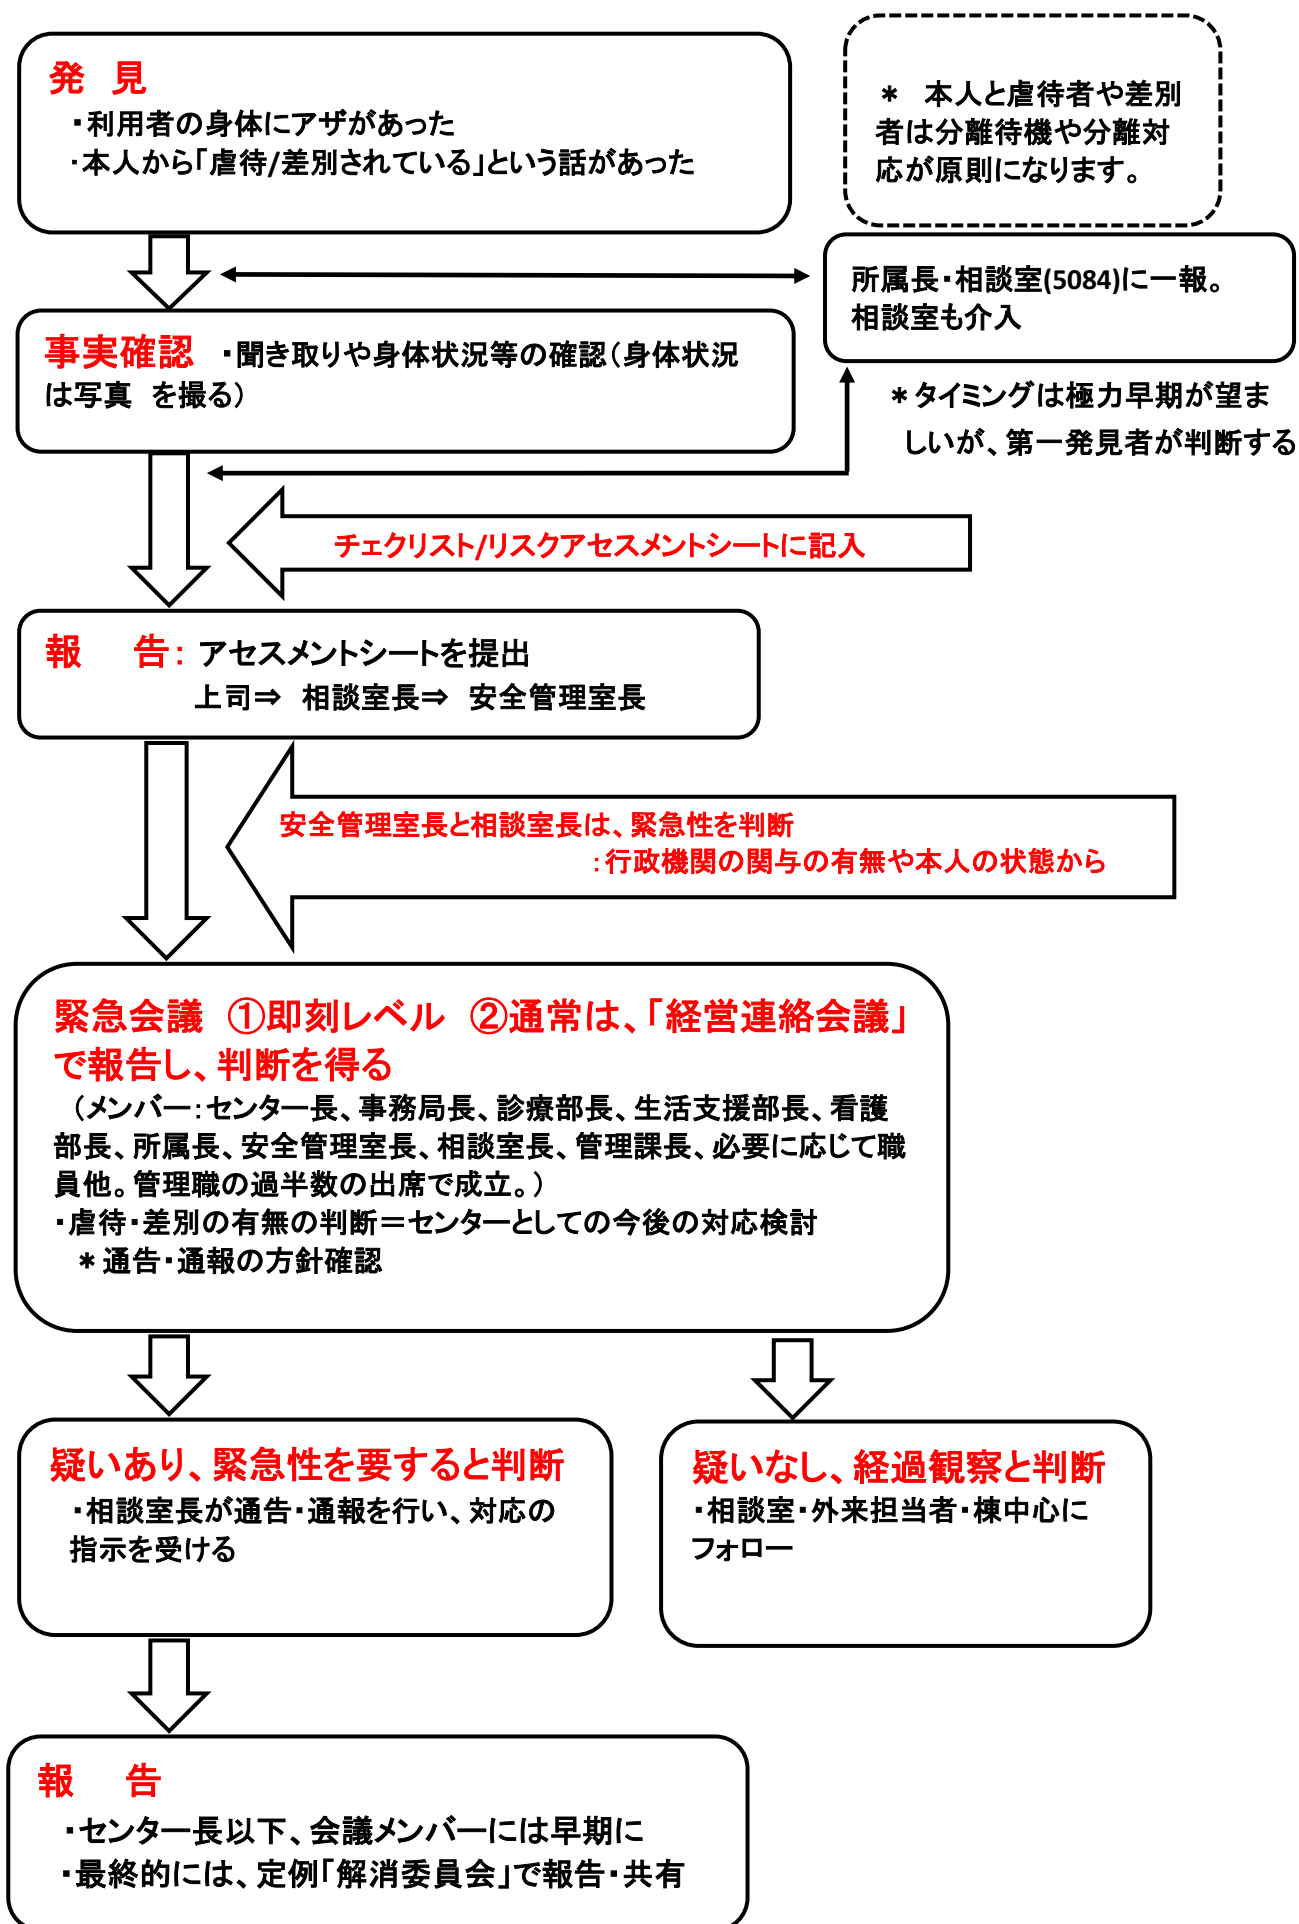 発　見
・利用者の身体にアザがあった
・本人から「虐待/差別されている」という話があった
＊　本人と虐待者や差別
者は分離待機や分離対
応が原則になります。
所属長・相談室(5084)に一報。
相談室も介入
事実確認　・聞き取りや身体状況等の確認（身体状況
は写真　を撮る）
＊タイミングは極力早期が望ま
しいが、第一発見者が判断する
チェクリスト/リスクアセスメントシートに記入
報　告：アセスメントシートを提出
上司⇒　相談室長⇒　安全管理室長
安全管理室長と相談室長は、緊急性を判断
：行政機関の関与の有無や本人の状態から
緊急会議　①即刻レベル　②通常は、「経営連絡会議」
で報告し、判断を得る
（メンバー：センター長、事務局長、診療部長、生活支援部長、看護
部長、所属長、安全管理室長、相談室長、管理課長、必要に応じて職
員他。管理職の過半数の出席で成立。）
・虐待・差別の有無の判断＝センターとしての今後の対応検討
＊通告・通報の方針確認
疑いあり、緊急性を要すると判断
・相談室長が通告・通報を行い、対応の
指示を受ける
疑いなし、経過観察と判断
・相談室・外来担当者・棟中心に
フォロー
報　告
・センター長以下、会議メンバーには早期に
・最終的には、定例「解消委員会」で報告・共有